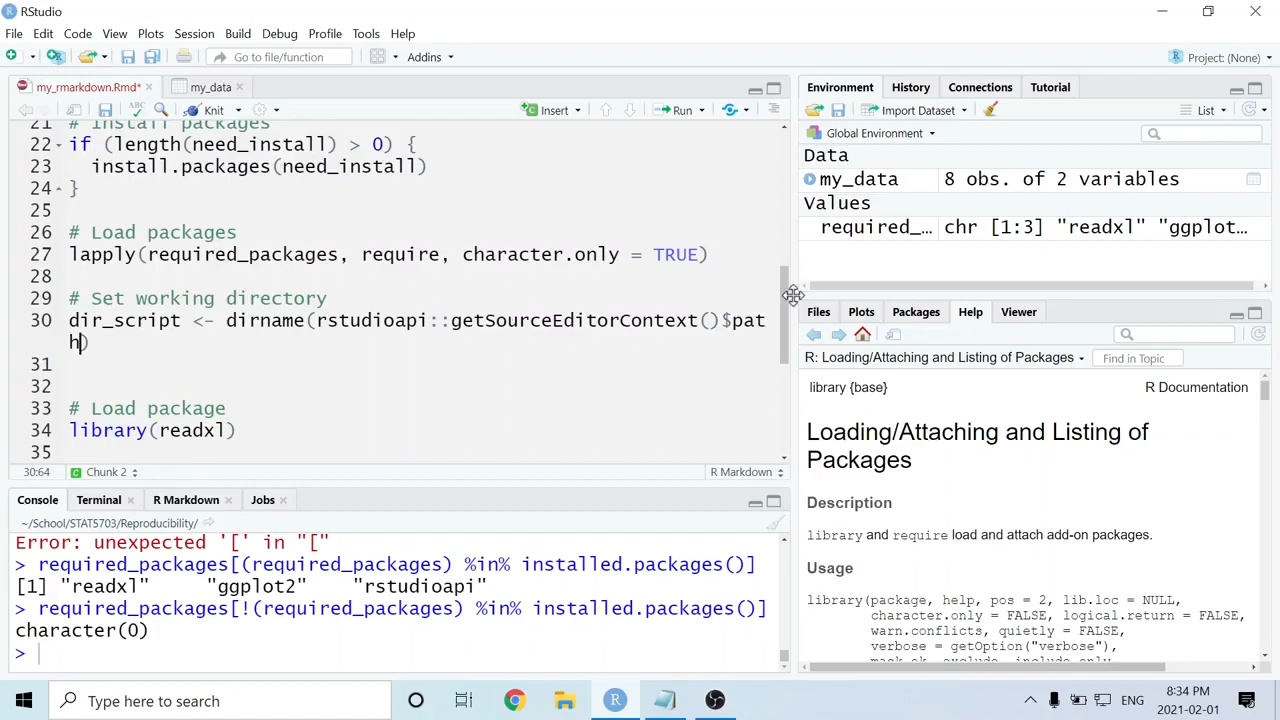 RStudio
File Edit Code View Plots Session Build Debug Profile Tools Help
Go to file/function
Addins
Project: (None)
my_rmarkdown.Rmd*
my_data
ABC
Knit
Insert
Run
21 # Install packages
22 if (length(need_install) > 0) {
23 install.packages(need_install)
24 }
25
26 # Load packages
27 lapply(required_packages, require, character.only = TRUE)
28
29 # Set working directory
30 dir_script <- dirname(rstudioapi::getSourceEditorContext()$pat
h)
31
32
33 # Load package
34 library(readxl)
35
30:64 Chunk 2 R Markdown
Console Terminal R Markdown Jobs
~/School/STAT5703/Reproducibility/
Error: unexpected '[' in "["
> required_packages[(required_packages) %in% installed.packages()]
[1] "readxl" "ggplot2" "rstudioapi"
> required_packages[!(required_packages) %in% installed.packages()]
character(0)
>
Environment History Connections Tutorial
Import Dataset List
Global Environment
Data
my_data 8 obs. of 2 variables
Values
required_… chr [1:3] "readxl" "ggplot…
Files Plots Packages Help Viewer
R: Loading/Attaching and Listing of Packages Find in Topic
library {base} R Documentation
Loading/Attaching and Listing of
Packages
Description
library and require load and attach add-on packages.
Usage
library(package, help, pos = 2, lib.loc = NULL,
character.only = FALSE, logical.return = FALSE,
warn.conflicts, quietly = FALSE,
verbose = getOption("verbose"),
mask.ok, exclude, include.only,
Type here to search
ENG
8:34 PM
2021-02-01